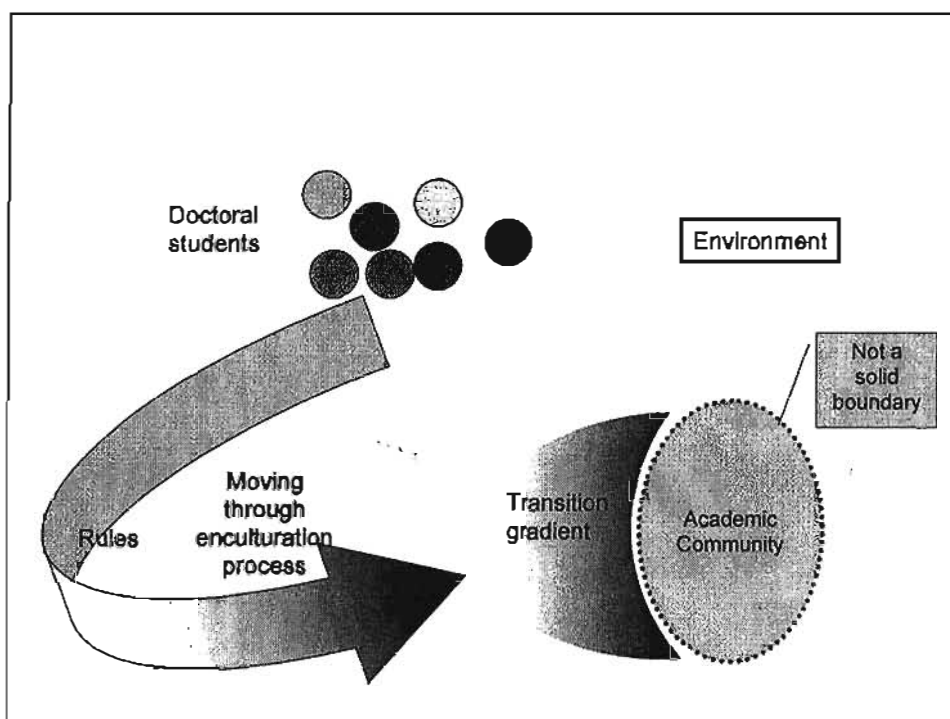 Doctoral
students
Environment
Not a
solid
boundary
Moving
through
enculturation
process
Rules
Transition
gradient
Academic
Community